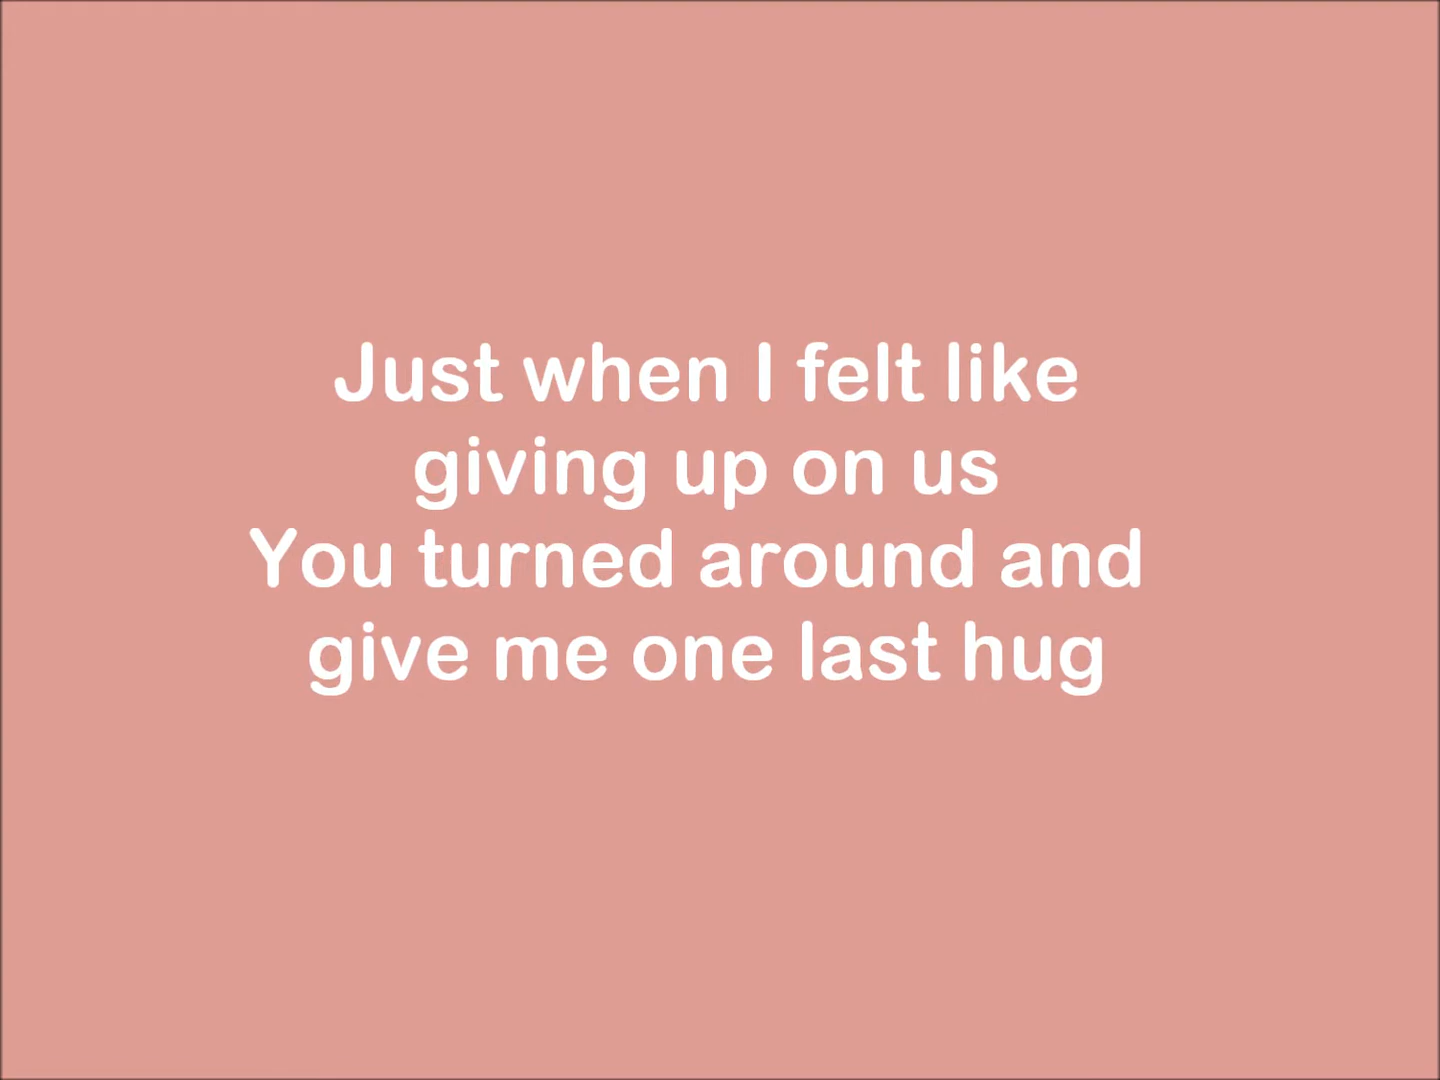 Just when I felt like
giving up on us
You turned around and
give me one last hug